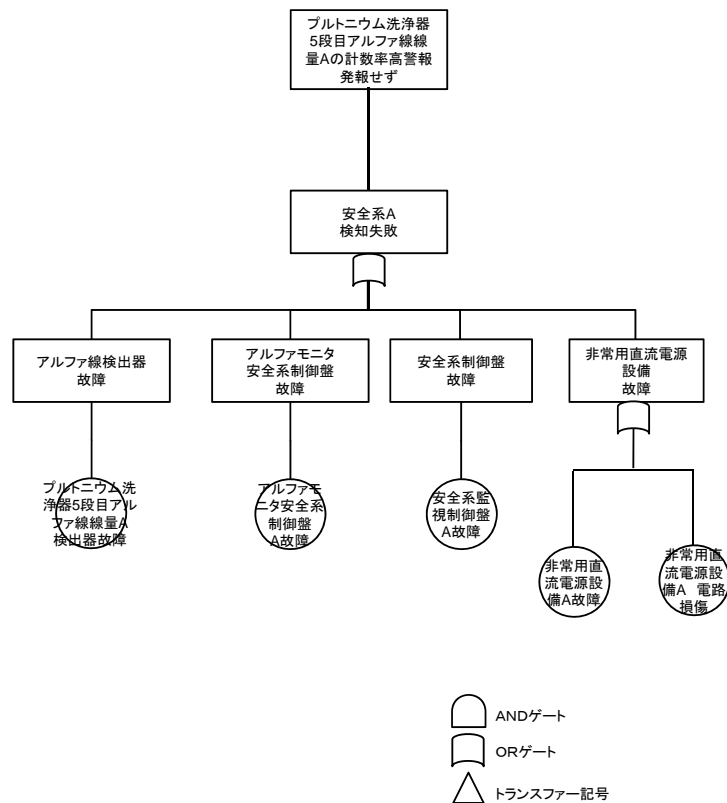 プルトニウム洗浄器
5段目アルファ線線
量Aの計数率高警報
発報せず
安全系A
検知失敗
アルファ線検出器
故障
アルファモニタ
安全系制御盤
故障
安全系制御盤
故障
非常用直流電源
設備
故障
プルトニウム洗
浄器5段目アル
ファ線線量A
検出器故障
アルファモ
ニタ安全系
制御盤
A故障
安全系監
視制御盤
A故障
非常用直
流電源設
備A故障
非常用直
流電源設
備A 電路
損傷
ANDゲート
ORゲート
トランスファー記号